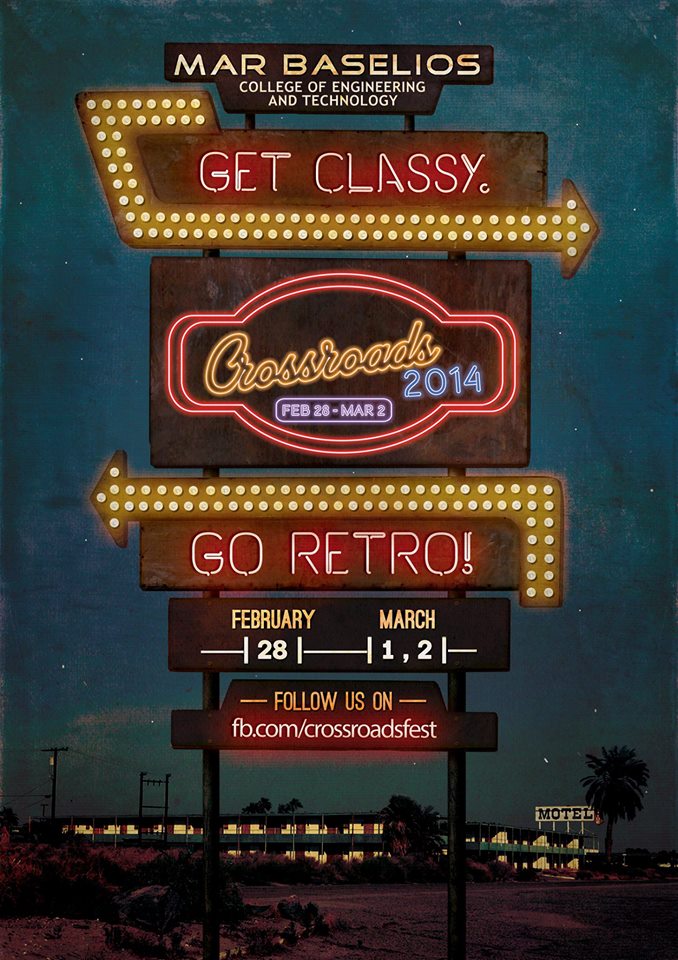 MAR BASELIOS
COLLEGE OF ENGINEERING
AND TECHNOLOGY
GET CLASSY.
Crossroads
2014
FEB 28 - MAR 2
GO RETRO!
FEBRUARY MARCH
28 1 , 2
FOLLOW US ON
fb.com/crossroadsfest
MOTEL